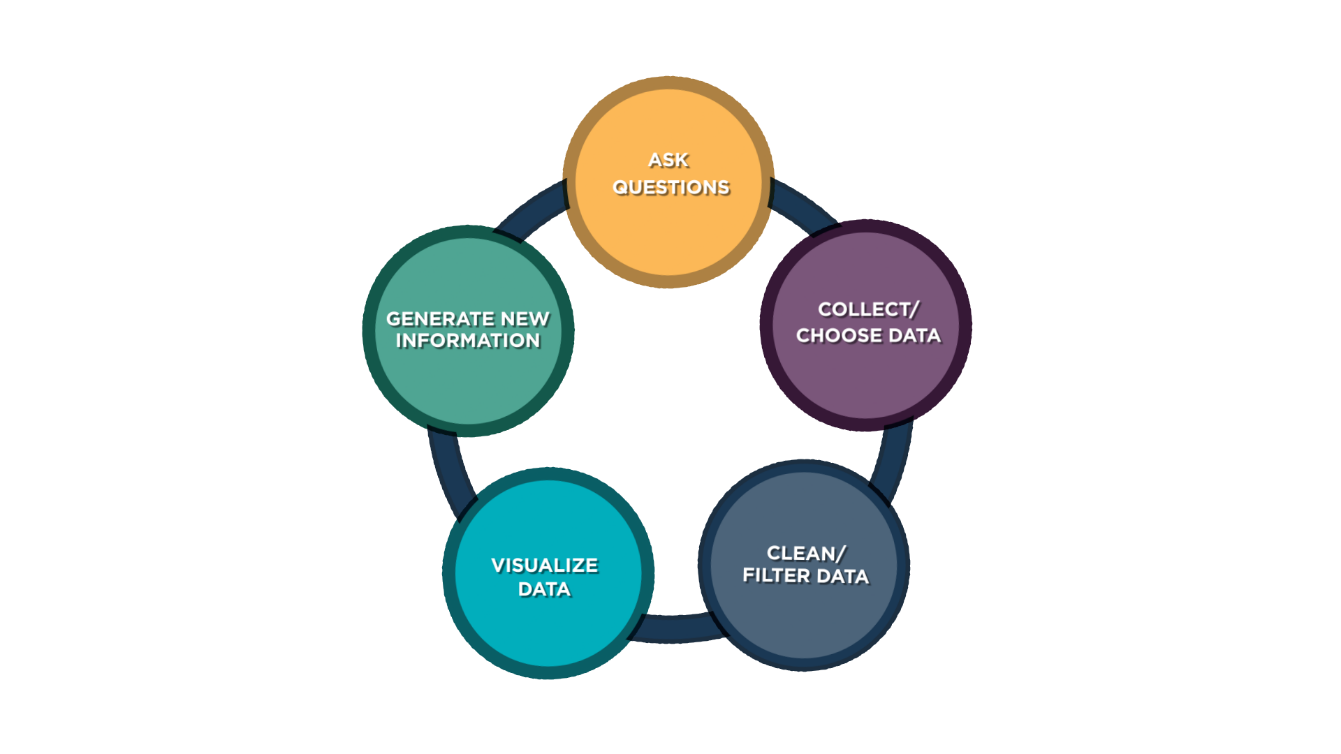 ASK
QUESTIONS
COLLECT/
CHOOSE DATA
CLEAN/
FILTER DATA
VISUALIZE
DATA
GENERATE NEW
INFORMATION